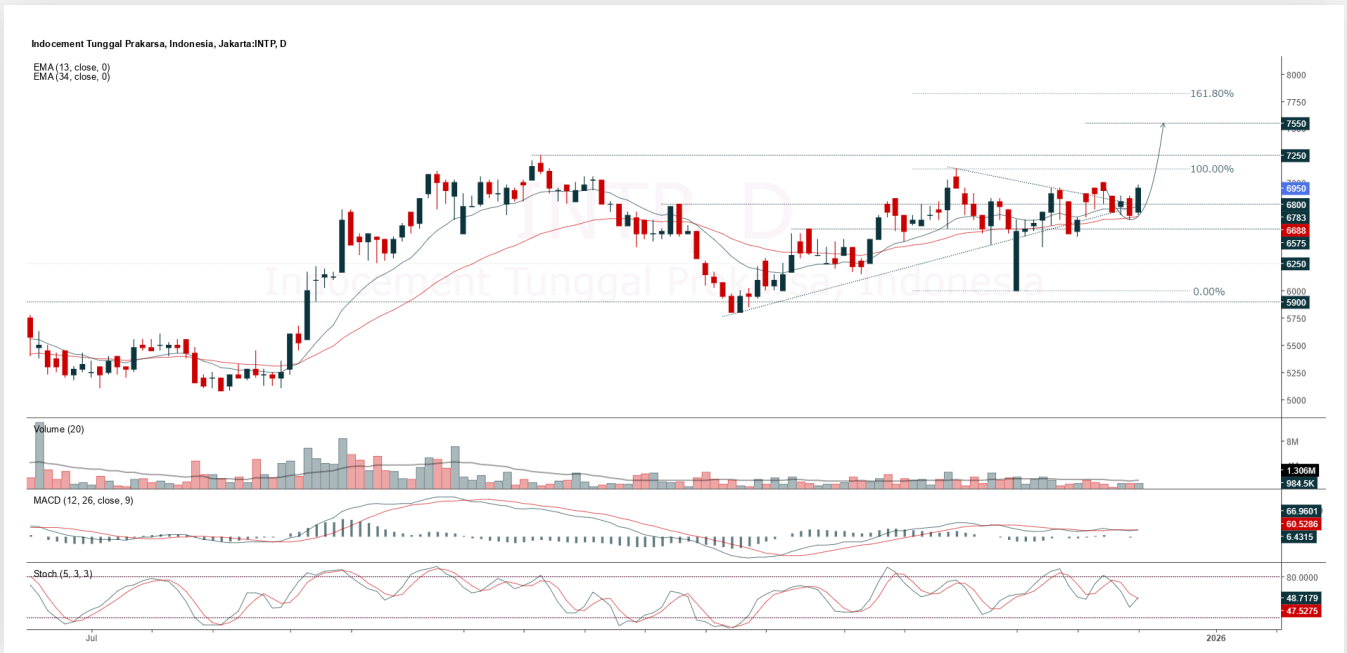 Indocement Tunggal Prakarsa, Indonesia, Jakarta:INTP, D
EMA (13, close, 0)
EMA (34, close, 0)
INTP, D
Indocement Tunggal Prakarsa, Indonesia
8000
161.80%
7750
7550
7250
100.00%
6950
6800
6783
6688
6575
6250
6000
0.00%
5900
5750
5500
5250
5000
Volume (20)
8M
1.306M
984.5K
MACD (12, 26, close, 9)
66.9601
60.5286
6.4315
Stoch (5, 3, 3)
80.0000
48.7179
47.5275
Jul
2026